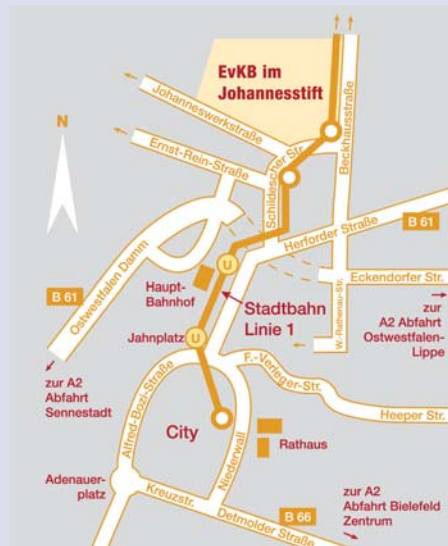 EvKB im
Johannesstift
Johanneswerkstraße
Ernst-Rein-Straße
Schildescher Str.
Beckhausstraße
N
Herforder Straße
B 61
Ostwestfalen Damm
B 61
Haupt-
Bahnhof
U
Stadtbahn
Linie 1
Eckendorfer Str.
W.-Rathenau-Str.
zur
A2 Abfahrt
Ostwestfalen-
Lippe
Jahnplatz
U
zur A2
Abfahrt
Sennestadt
F.-Verleger-Str.
Heeper Str.
Alfred-Bozi-Straße
City
Niederwall
Rathaus
Adenauer-
platz
Kreuzstr.
Detmolder Straße
B 66
zur A2
Abfahrt Bielefeld
Zentrum